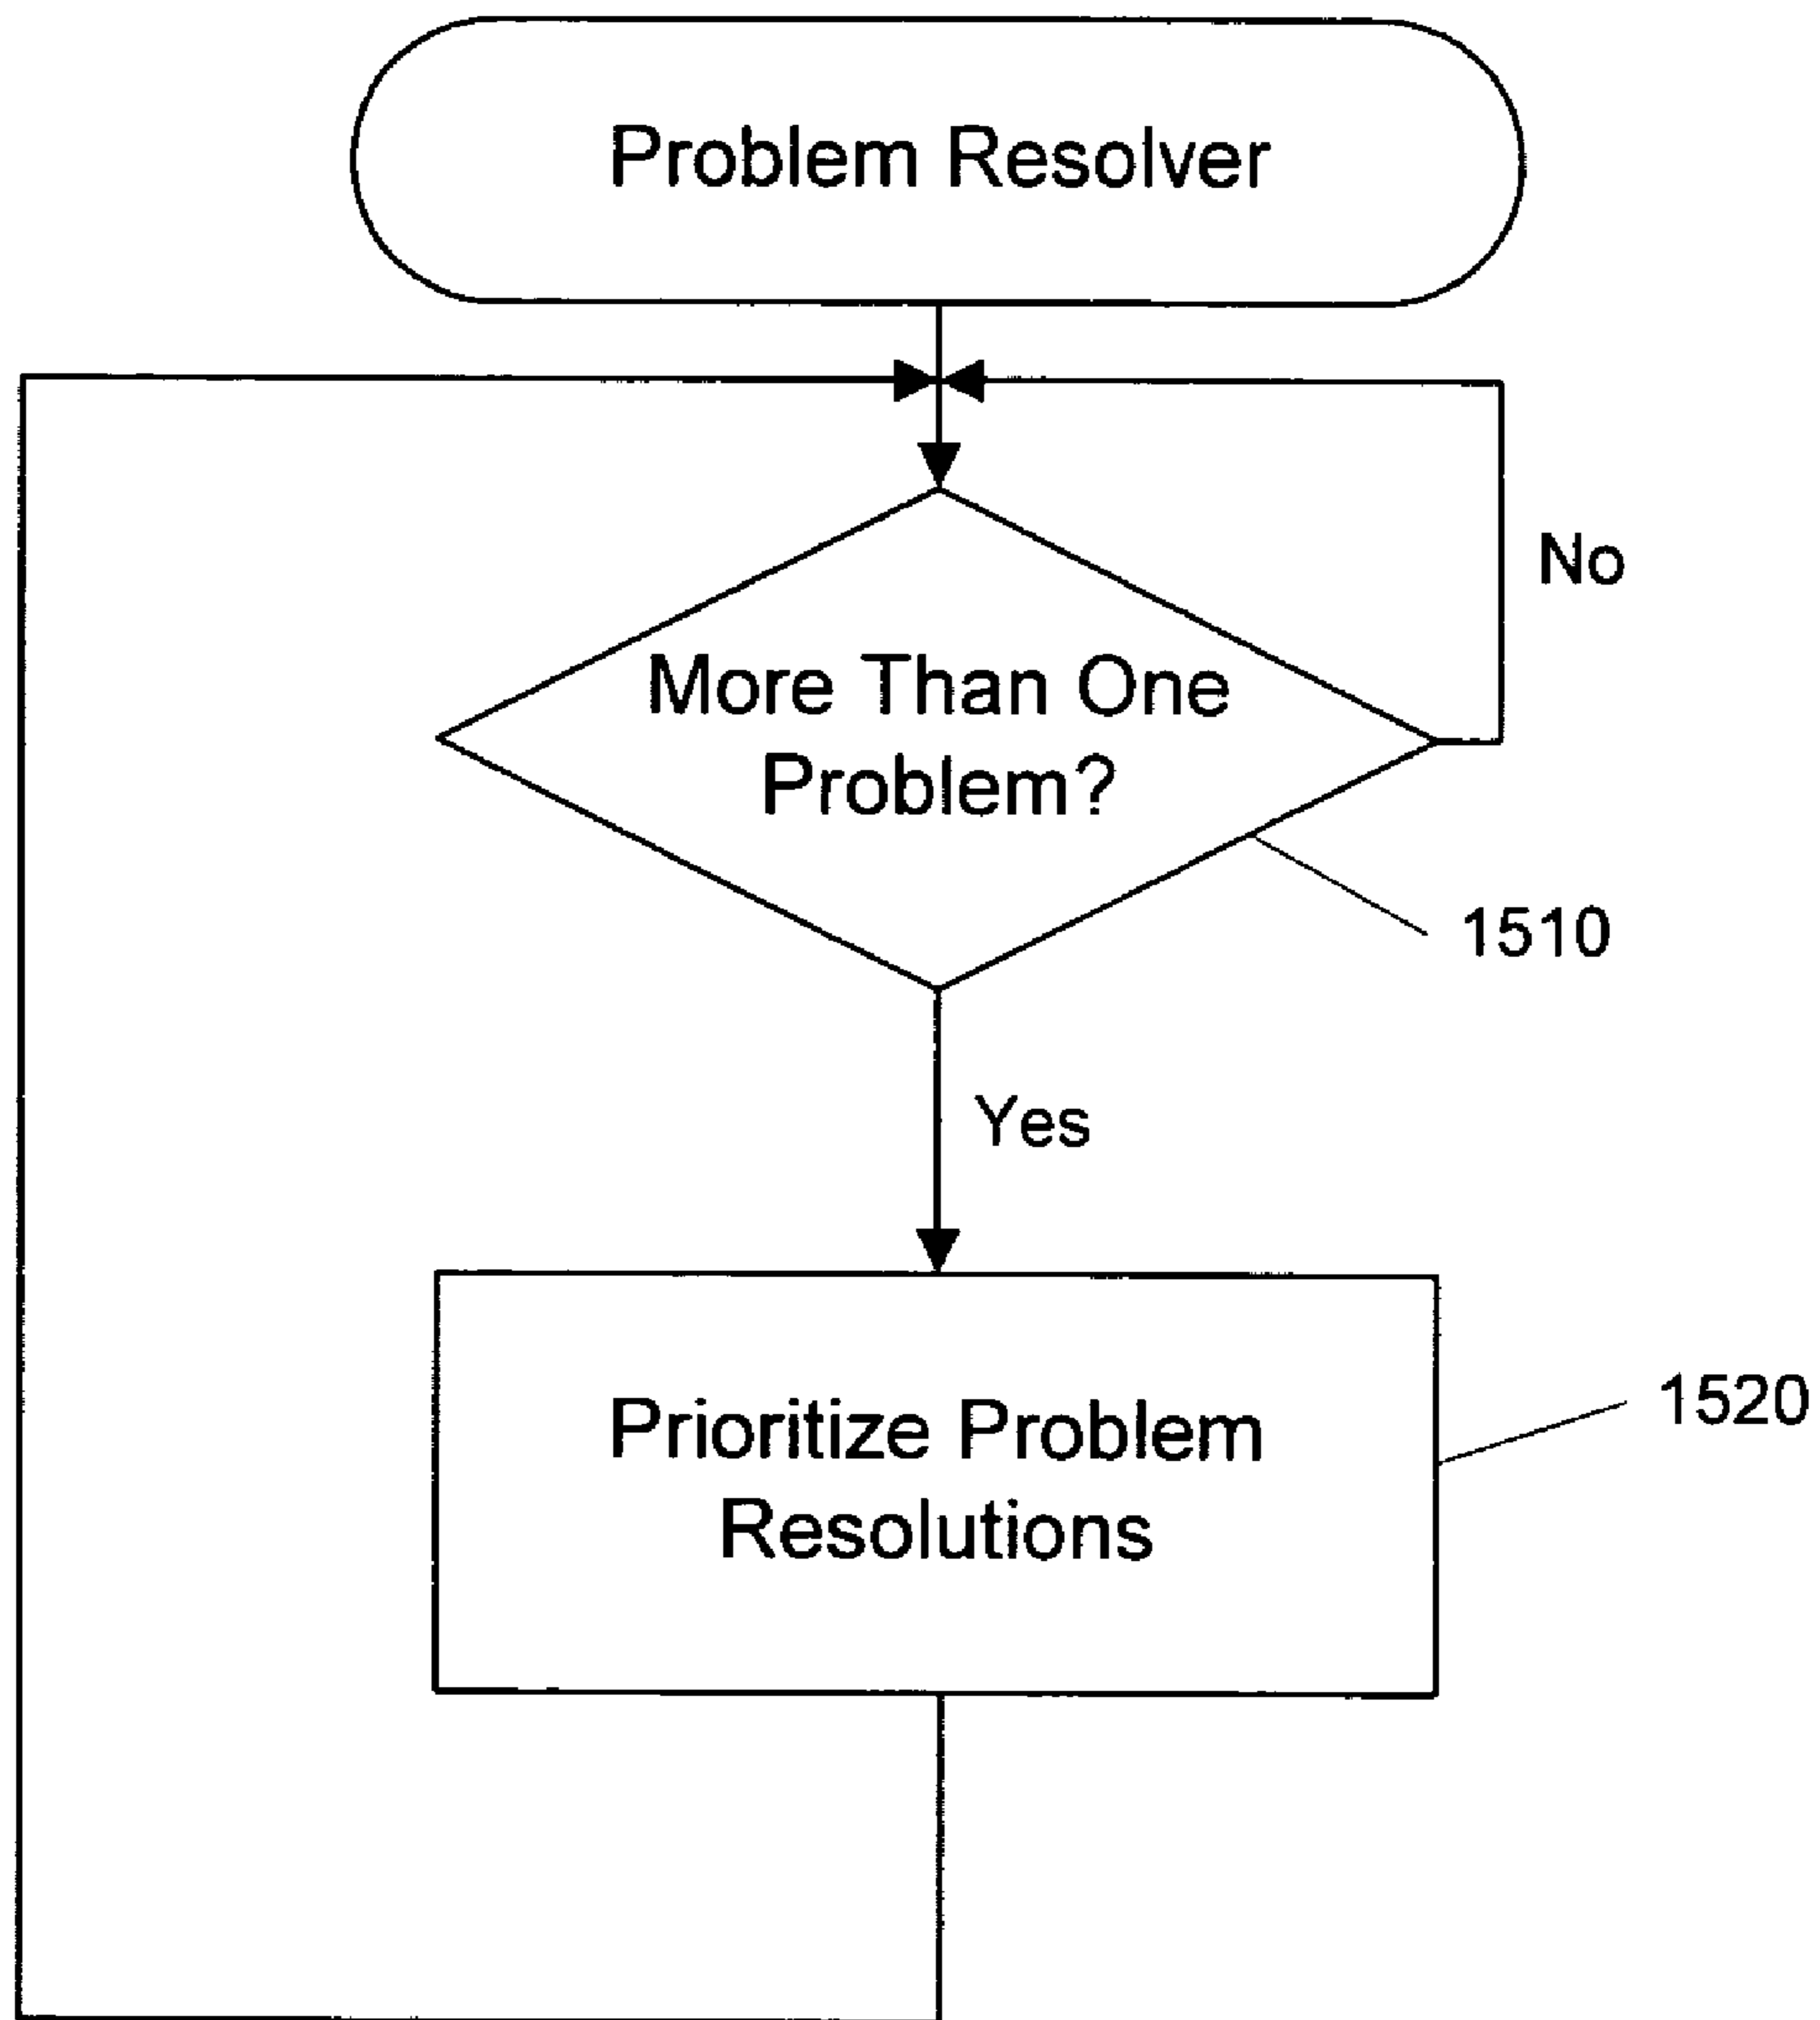 Problem Resolver
No
More Than One
Problem?
1510
Yes
Prioritize Problem
Resolutions
1520